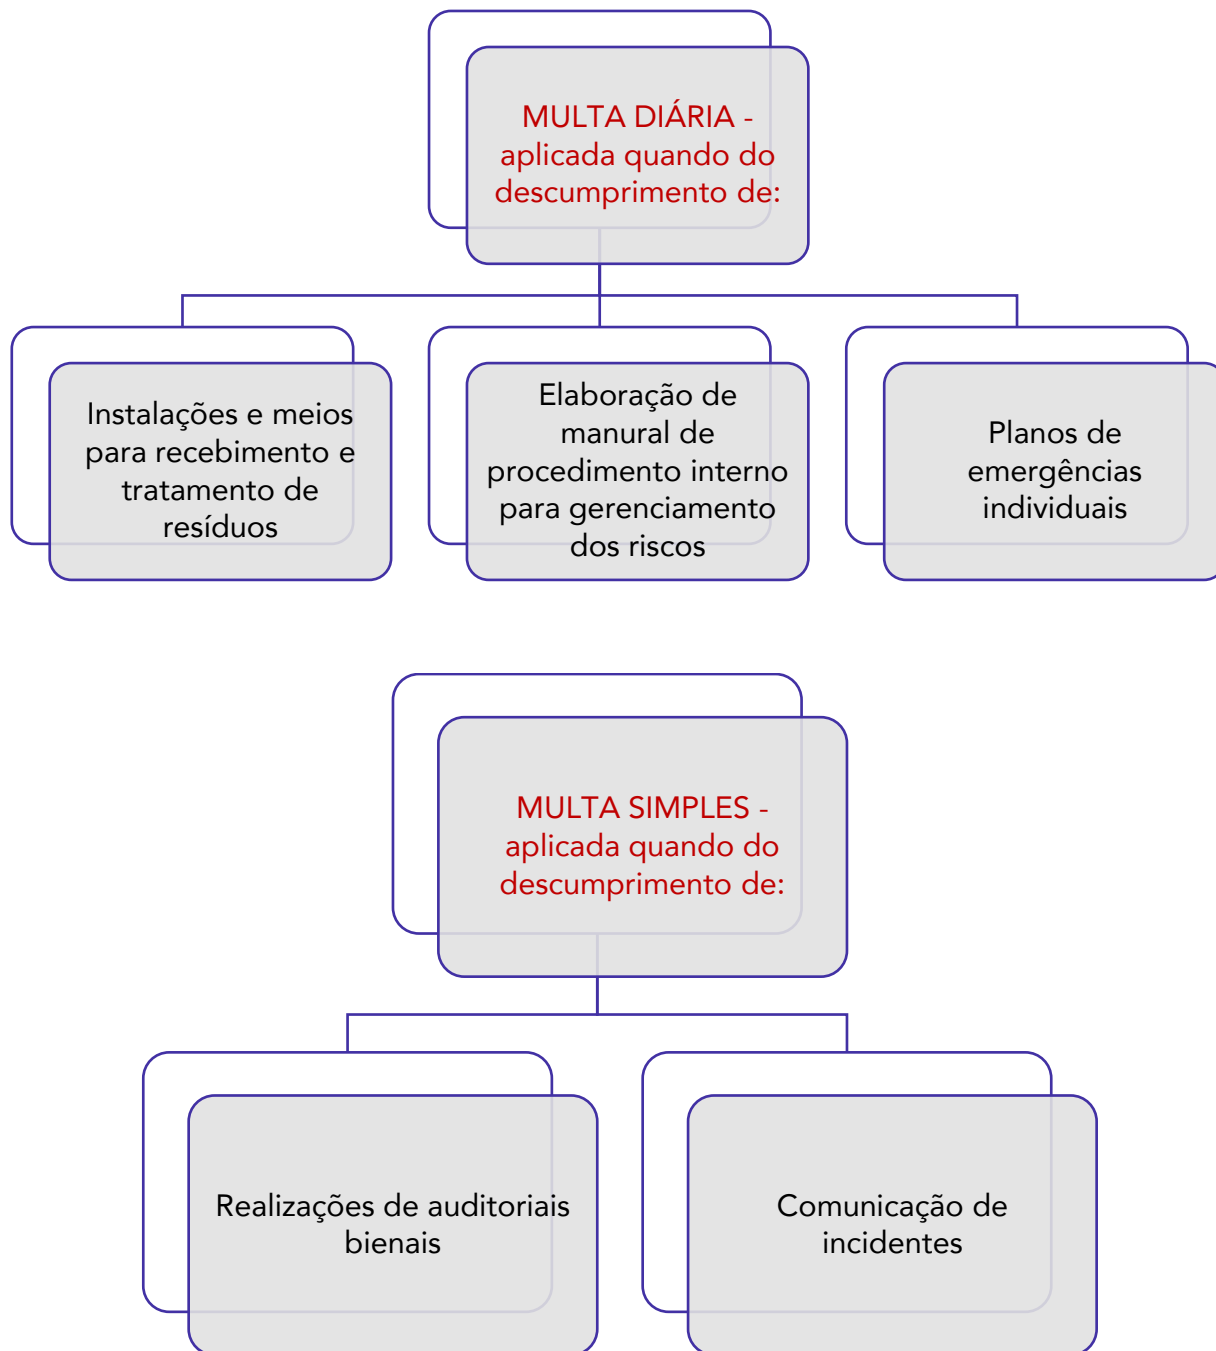 MULTA DIÁRIA -
aplicada quando do
descumprimento de:
Instalações e meios
para recebimento e
tratamento de
resíduos
Elaboração de
manural de
procedimento interno
para gerenciamento
dos riscos
Planos de
emergências
individuais
MULTA SIMPLES -
aplicada quando do
descumprimento de:
Realizações de auditoriais
bienais
Comunicação de
incidentes